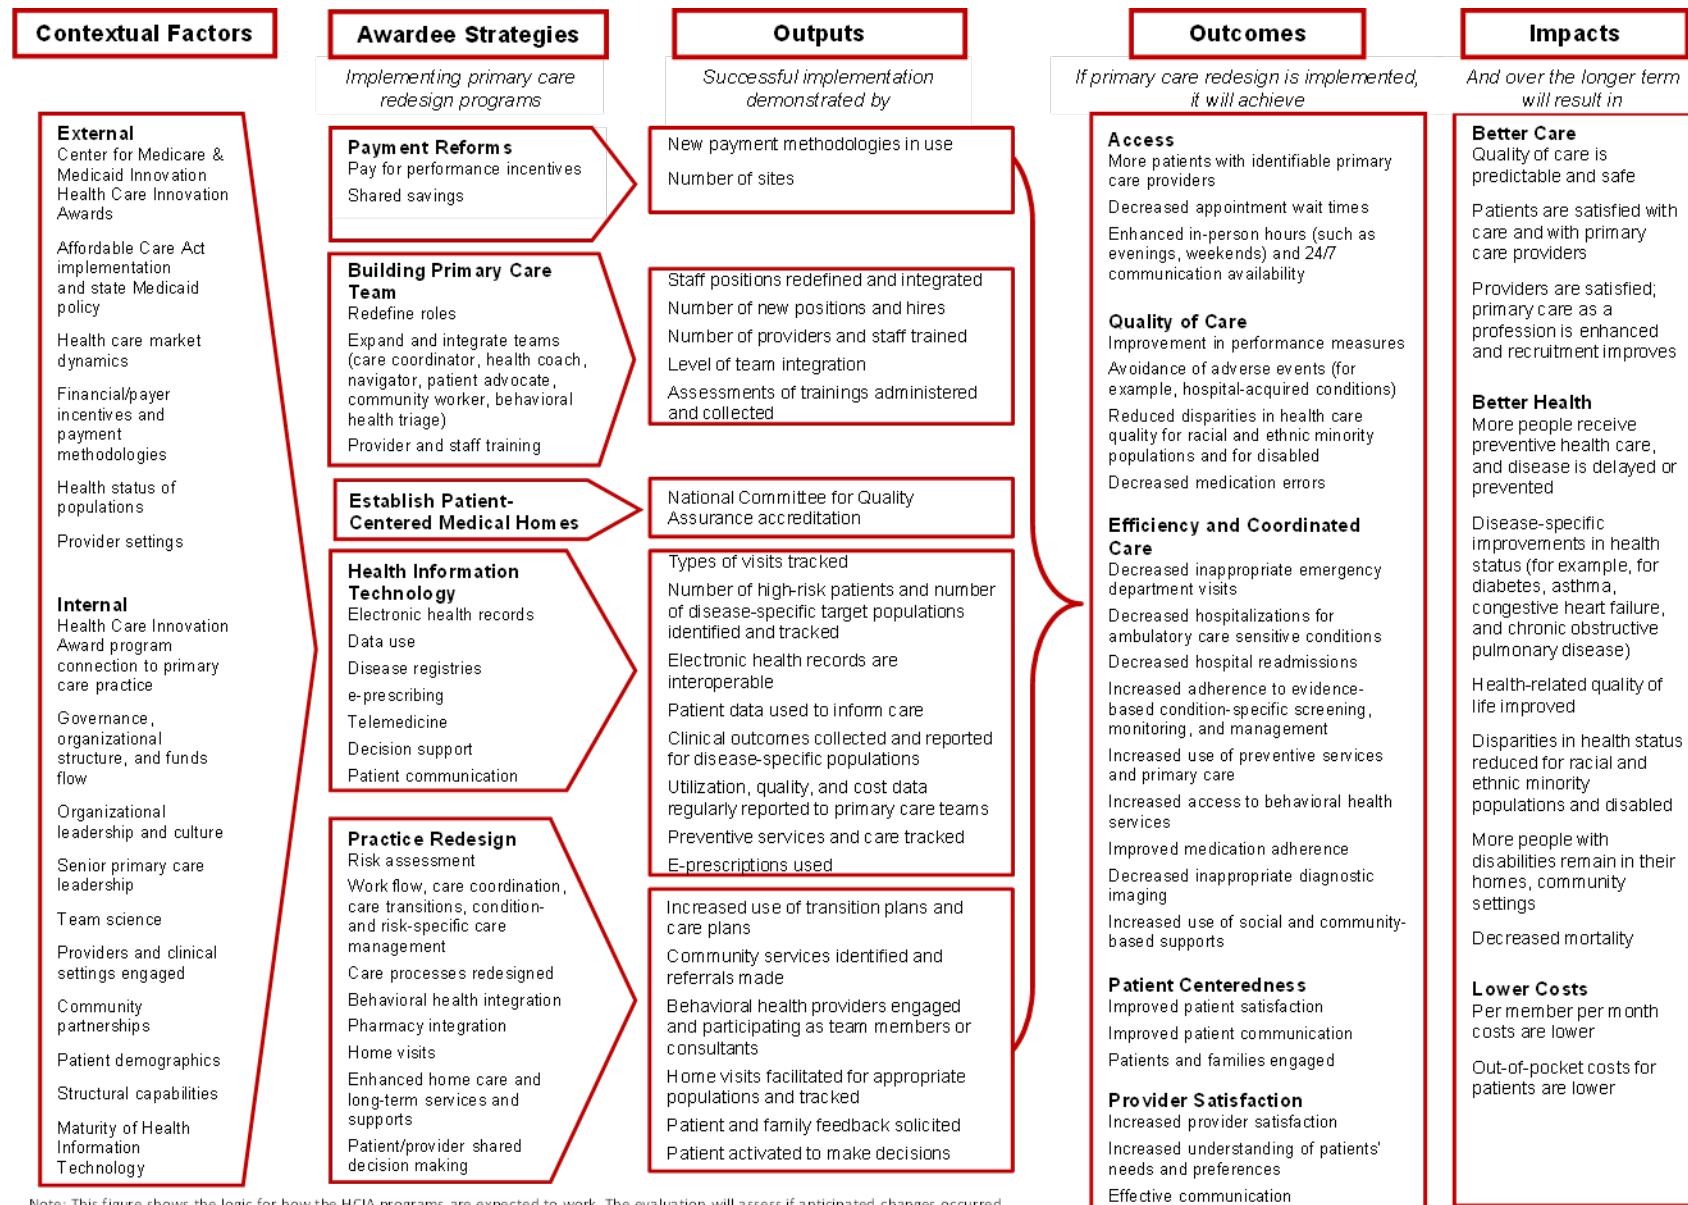 Contextual Factors
External
Center for Medicare &
Medicaid Innovation
Health Care Innovation
Awards
Affordable Care Act
implementation
and state Medicaid
policy
Health care market
dynamics
Financial/payer
incentives and
payment
methodologies
Health status of
populations
Provider settings
Internal
Health Care Innovation
Award program
connection to primary
care practice
Governance,
organizational
structure, and funds
flow
Organizational
leadership and culture
Senior primary care
leadership
Team science
Providers and clinical
settings engaged
Community
partnerships
Patient demographics
Structural capabilities
Maturity of Health
Information
Technology
Awardee Strategies
Implementing primary care
redesign programs
Payment Reforms
Pay for performance incentives
Shared savings
Building Primary Care
Team
Redefine roles
Expand and integrate teams
(care coordinator, health coach,
navigator, patient advocate,
community worker, behavioral
health triage)
Provider and staff training
Establish Patient-
Centered Medical Homes
Health Information
Technology
Electronic health records
Data use
Disease registries
e-prescribing
Telemedicine
Decision support
Patient communication
Practice Redesign
Risk assessment
Work flow, care coordination,
care transitions, condition-
and risk-specific care
management
Care processes redesigned
Behavioral health integration
Pharmacy integration
Home visits
Enhanced home care and
long-term services and
supports
Patient/provider shared
decision making
Outputs
Successful implementation
demonstrated by
New payment methodologies in use
Number of sites
Staff positions redefined and integrated
Number of new positions and hires
Number of providers and staff trained
Level of team integration
Assessments of trainings administered
and collected
National Committee for Quality
Assurance accreditation
Types of visits tracked
Number of high-risk patients and number
of disease-specific target populations
identified and tracked
Electronic health records are
interoperable
Patient data used to inform care
Clinical outcomes collected and reported
for disease-specific populations
Utilization, quality, and cost data
regularly reported to primary care teams
Preventive services and care tracked
E-prescriptions used
Increased use of transition plans and
care plans
Community services identified and
referrals made
Behavioral health providers engaged
and participating as team members or
consultants
Home visits facilitated for appropriate
populations and tracked
Patient and family feedback solicited
Patient activated to make decisions
Outcomes
If primary care redesign is implemented,
it will achieve
Access
More patients with identifiable primary
care providers
Decreased appointment wait times
Enhanced in-person hours (such as
evenings, weekends) and 24/7
communication availability
Quality of Care
Improvement in performance measures
Avoidance of adverse events (for
example, hospital-acquired conditions)
Reduced disparities in health care
quality for racial and ethnic minority
populations and for disabled
Decreased medication errors
Efficiency and Coordinated
Care
Decreased inappropriate emergency
department visits
Decreased hospitalizations for
ambulatory care sensitive conditions
Decreased hospital readmissions
Increased adherence to evidence-
based condition-specific screening,
monitoring, and management
Increased use of preventive services
and primary care
Increased access to behavioral health
services
Improved medication adherence
Decreased inappropriate diagnostic
imaging
Increased use of social and community-
based supports
Patient Centeredness
Improved patient satisfaction
Improved patient communication
Patients and families engaged
Provider Satisfaction
Increased provider satisfaction
Increased understanding of patients'
needs and preferences
Effective communication
Impacts
And over the longer term
will result in
Better Care
Quality of care is
predictable and safe
Patients are satisfied with
care and with primary
care providers
Providers are satisfied;
primary care as a
profession is enhanced
and recruitment improves
Better Health
More people receive
preventive health care,
and disease is delayed or
prevented
Disease-specific
improvements in health
status (for example, for
diabetes, asthma,
congestive heart failure,
and chronic obstructive
pulmonary disease)
Health-related quality of
life improved
Disparities in health status
reduced for racial and
ethnic minority
populations and disabled
More people with
disabilities remain in their
homes, community
settings
Decreased mortality
Lower Costs
Per member per month
costs are lower
Out-of-pocket costs for
patients are lower
Note: This figure shows the logic for how the HCIA programs are expected to work. The evaluation will assess if anticipated changes occurred.